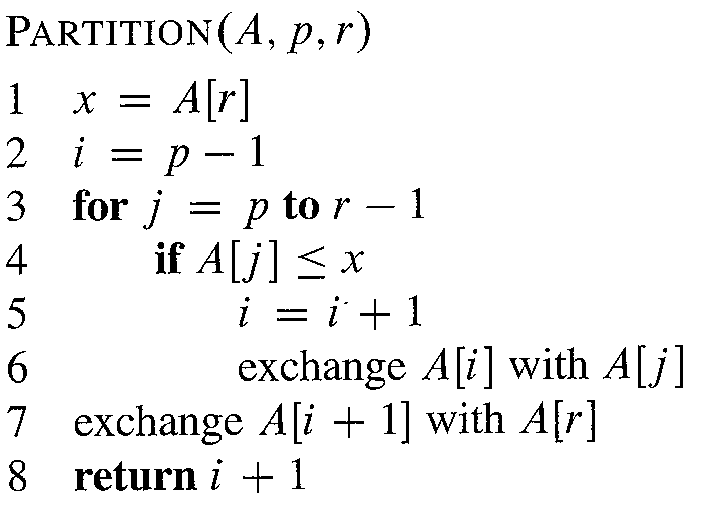 PARTITION(A, p, r)
1 x = A[r]
2 i = p − 1
3 for j = p to r − 1
4 if A[j] ≤ x
5 i = i + 1
6 exchange A[i] with A[j]
7 exchange A[i + 1] with A[r]
8 return i + 1